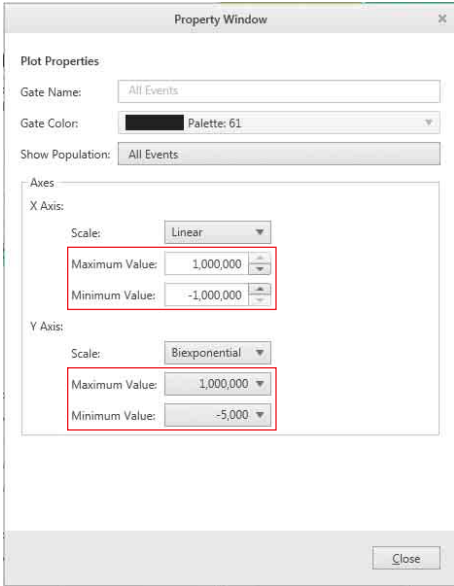 Property Window
Plot Properties
Gate Name: All Events
Gate Color: Palette: 61
Show Population: All Events
Axes
X Axis:
Scale: Linear
Maximum Value: 1,000,000
Minimum Value: -1,000,000
Y Axis:
Scale: Biexponential
Maximum Value: 1,000,000
Minimum Value: -5,000
Close